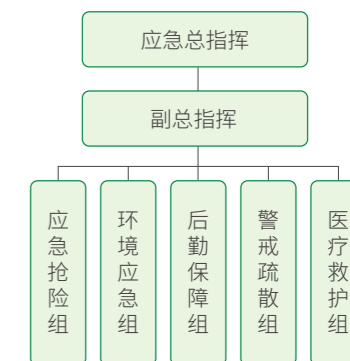 应急总指挥
副总指挥
应急抢险组
环境应急组
后勤保障组
警戒疏散组
医疗救护组